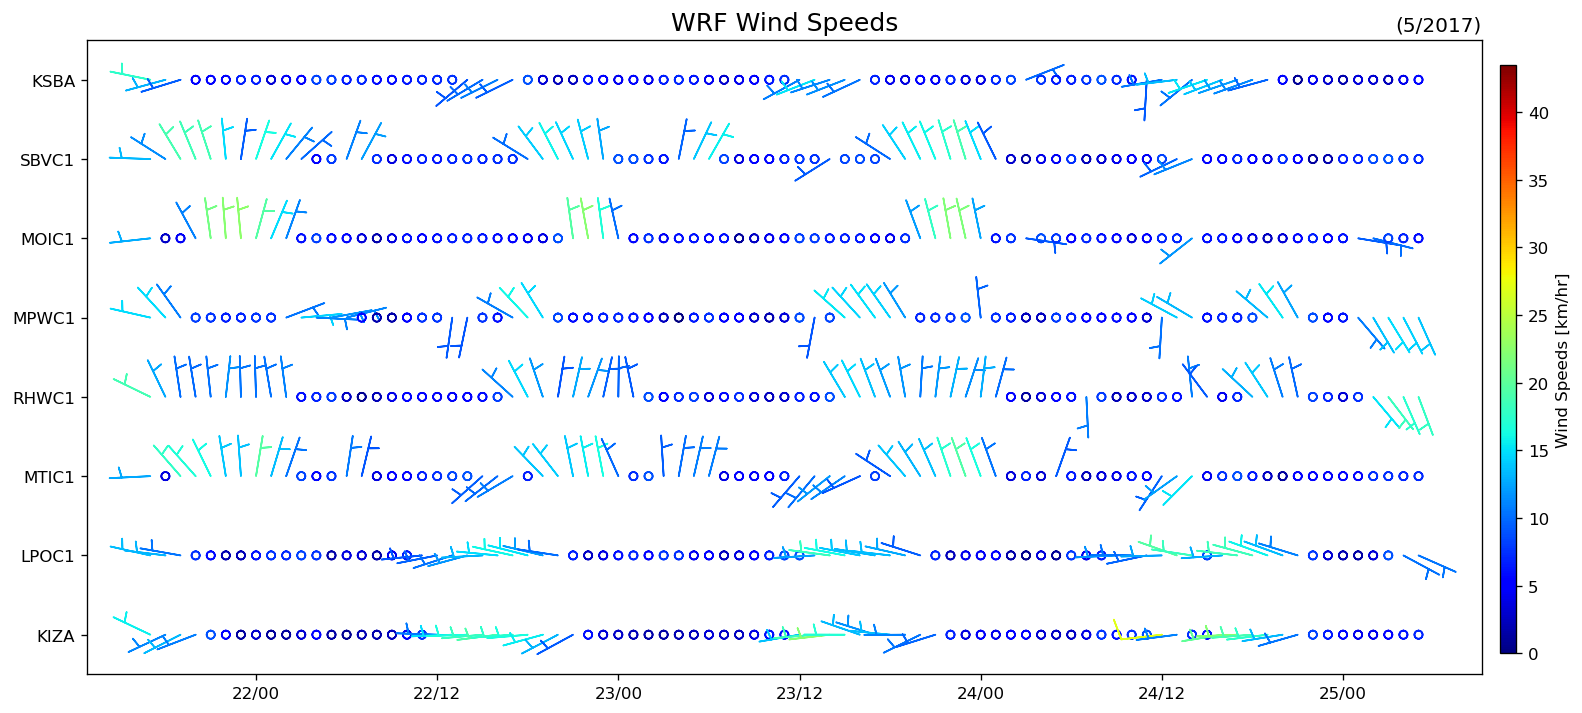 WRF Wind Speeds
(5/2017)
KSBA
SBVC1
MOIC1
MPWC1
RHWC1
MTIC1
LPOC1
KIZA
22/00
22/12
23/00
23/12
24/00
24/12
25/00
40
35
30
25
20
15
10
5
0
Wind Speeds [km/hr]